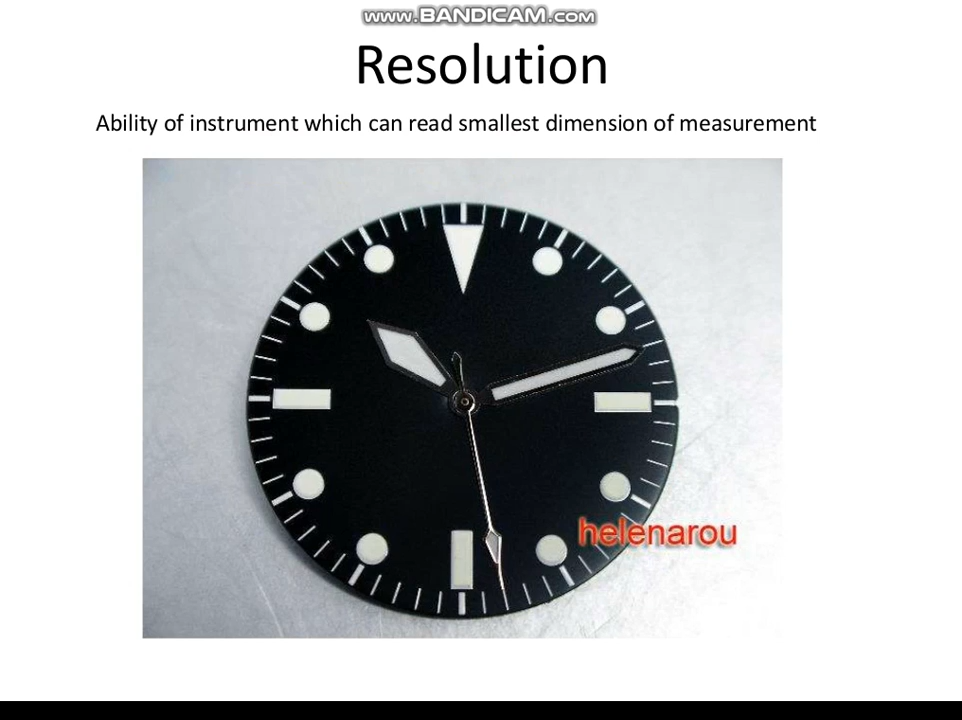 www.BANDICAM.com
Resolution
Ability of instrument which can read smallest dimension of measurement
helenarou